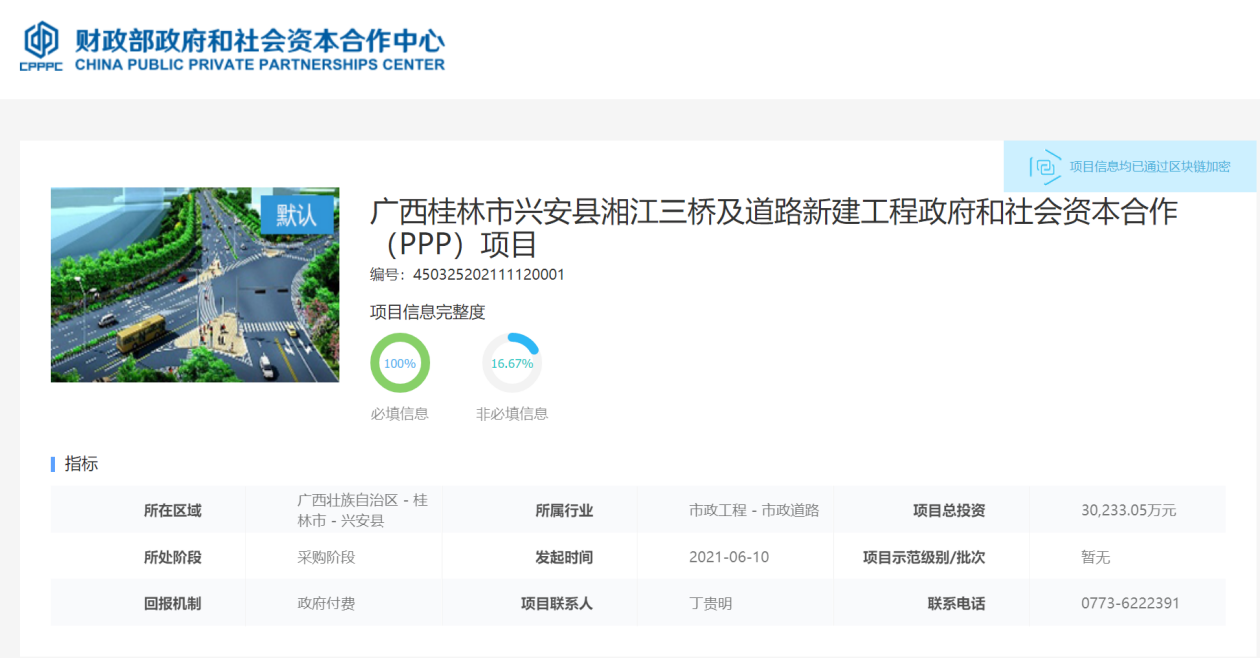 财政部政府和社会资本合作中心
CPPPC
CHINA PUBLIC PRIVATE PARTNERSHIPS CENTER
项目信息均已通过区块链加密
默认
广西桂林市兴安县湘江三桥及道路新建工程政府和社会资本合作
（PPP）项目
编号：450325202111120001
项目信息完整度
100%
16.67%
必填信息
非必填信息
指标
所在区域
广西壮族自治区 - 桂
林市 - 兴安县
所属行业
市政工程 - 市政道路
项目总投资
30,233.05万元
所处阶段
采购阶段
发起时间
2021-06-10
项目示范级别/批次
暂无
回报机制
政府付费
项目联系人
丁贵明
联系电话
0773-6222391